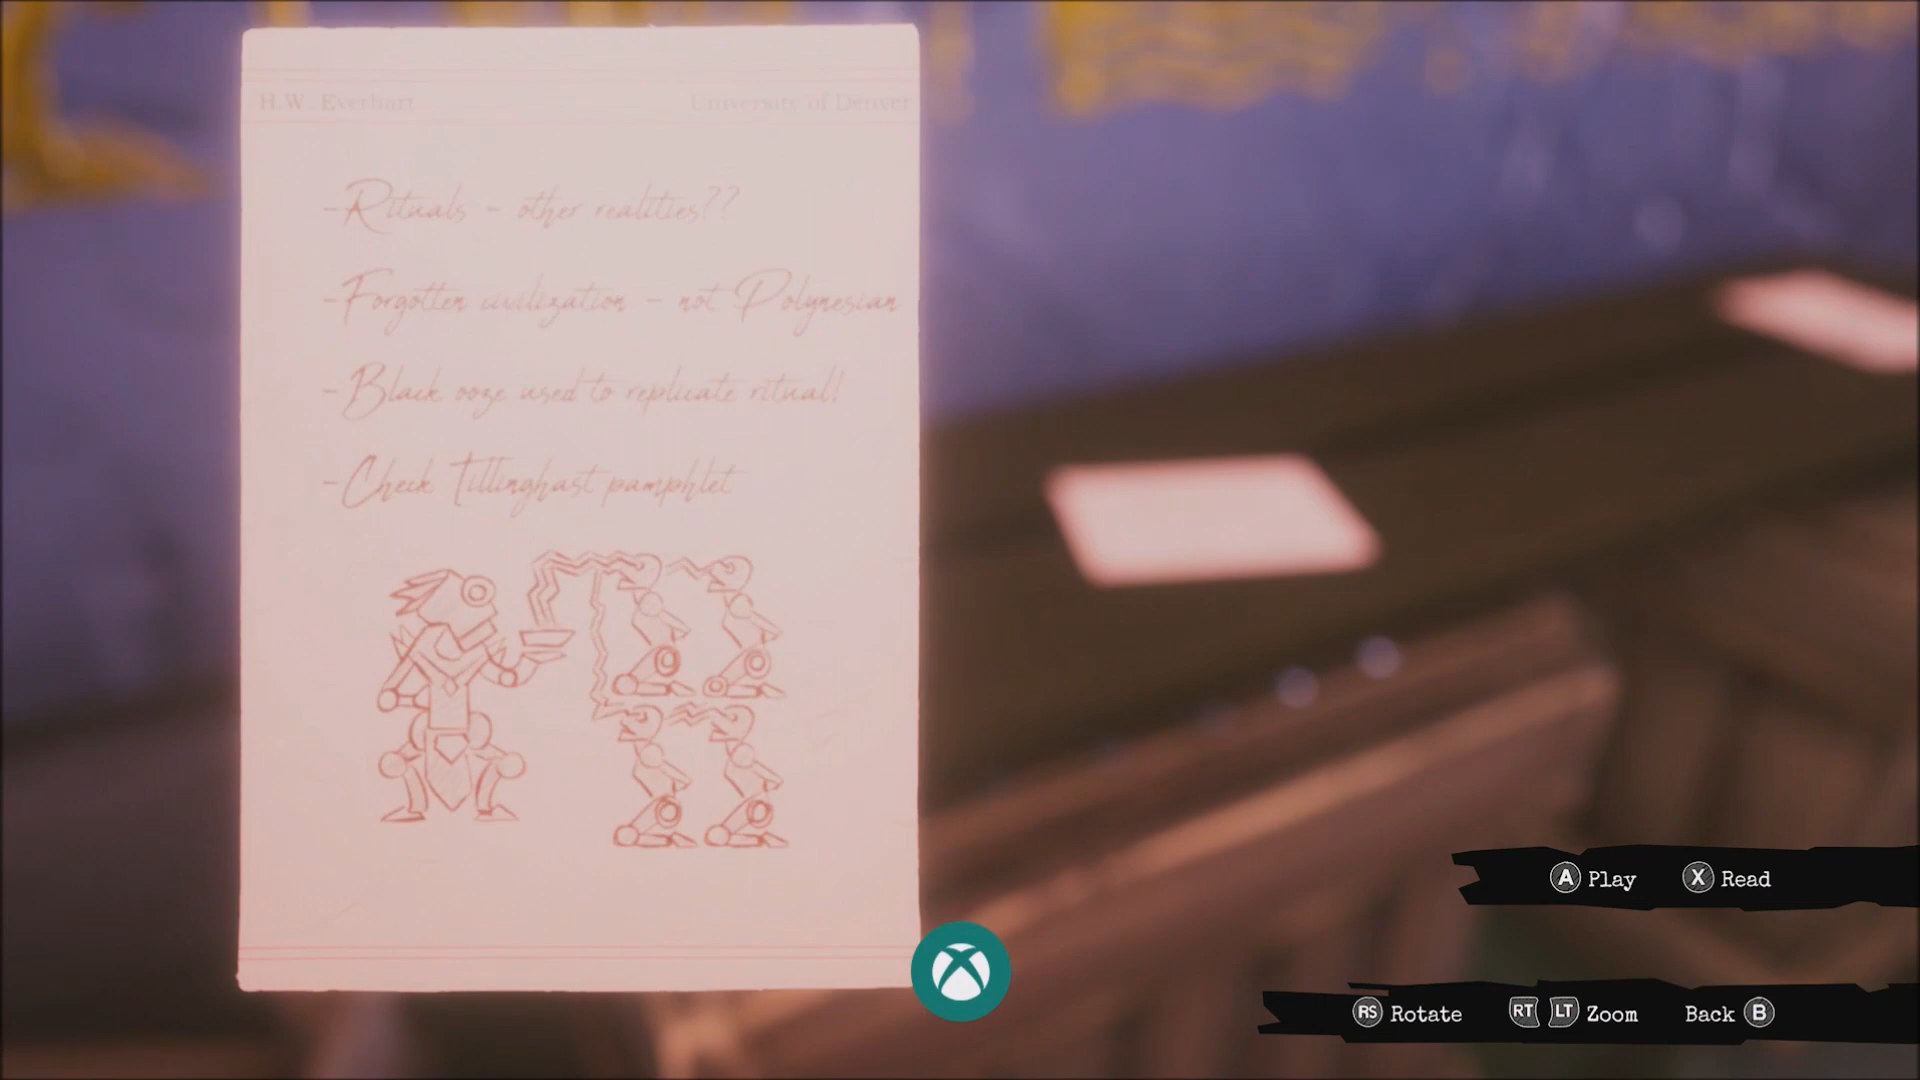 H.W. Everhart University of Denver
-Rituals - other realities??
-Forgotten civilization - not Polynesian
-Black ooze used to replicate ritual!
-Check Tillinghast pamphlet
A Play X Read
RS Rotate RT LT Zoom Back B